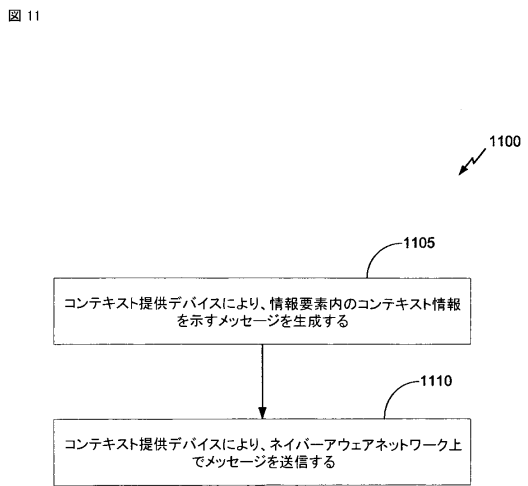 図 11
1100
1105
コンテキスト提供デバイスにより、情報要素内のコンテキスト情報
を示すメッセージを生成する
1110
コンテキスト提供デバイスにより、ネイバーアウェアネットワーク上
でメッセージを送信する